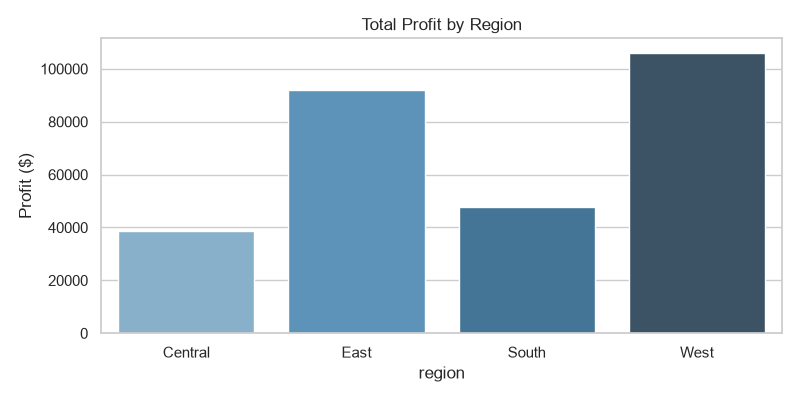 Total Profit by Region
Profit ($)
100000
80000
60000
40000
20000
0
Central
East
South
West
region